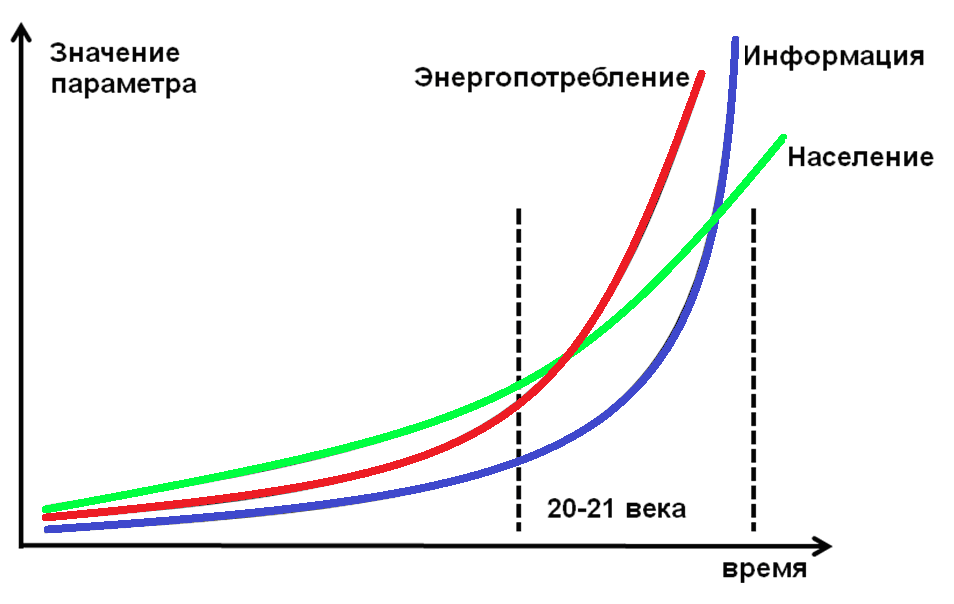 Значение
параметра
Энергопотребление
Информация
Население
20-21 века
время